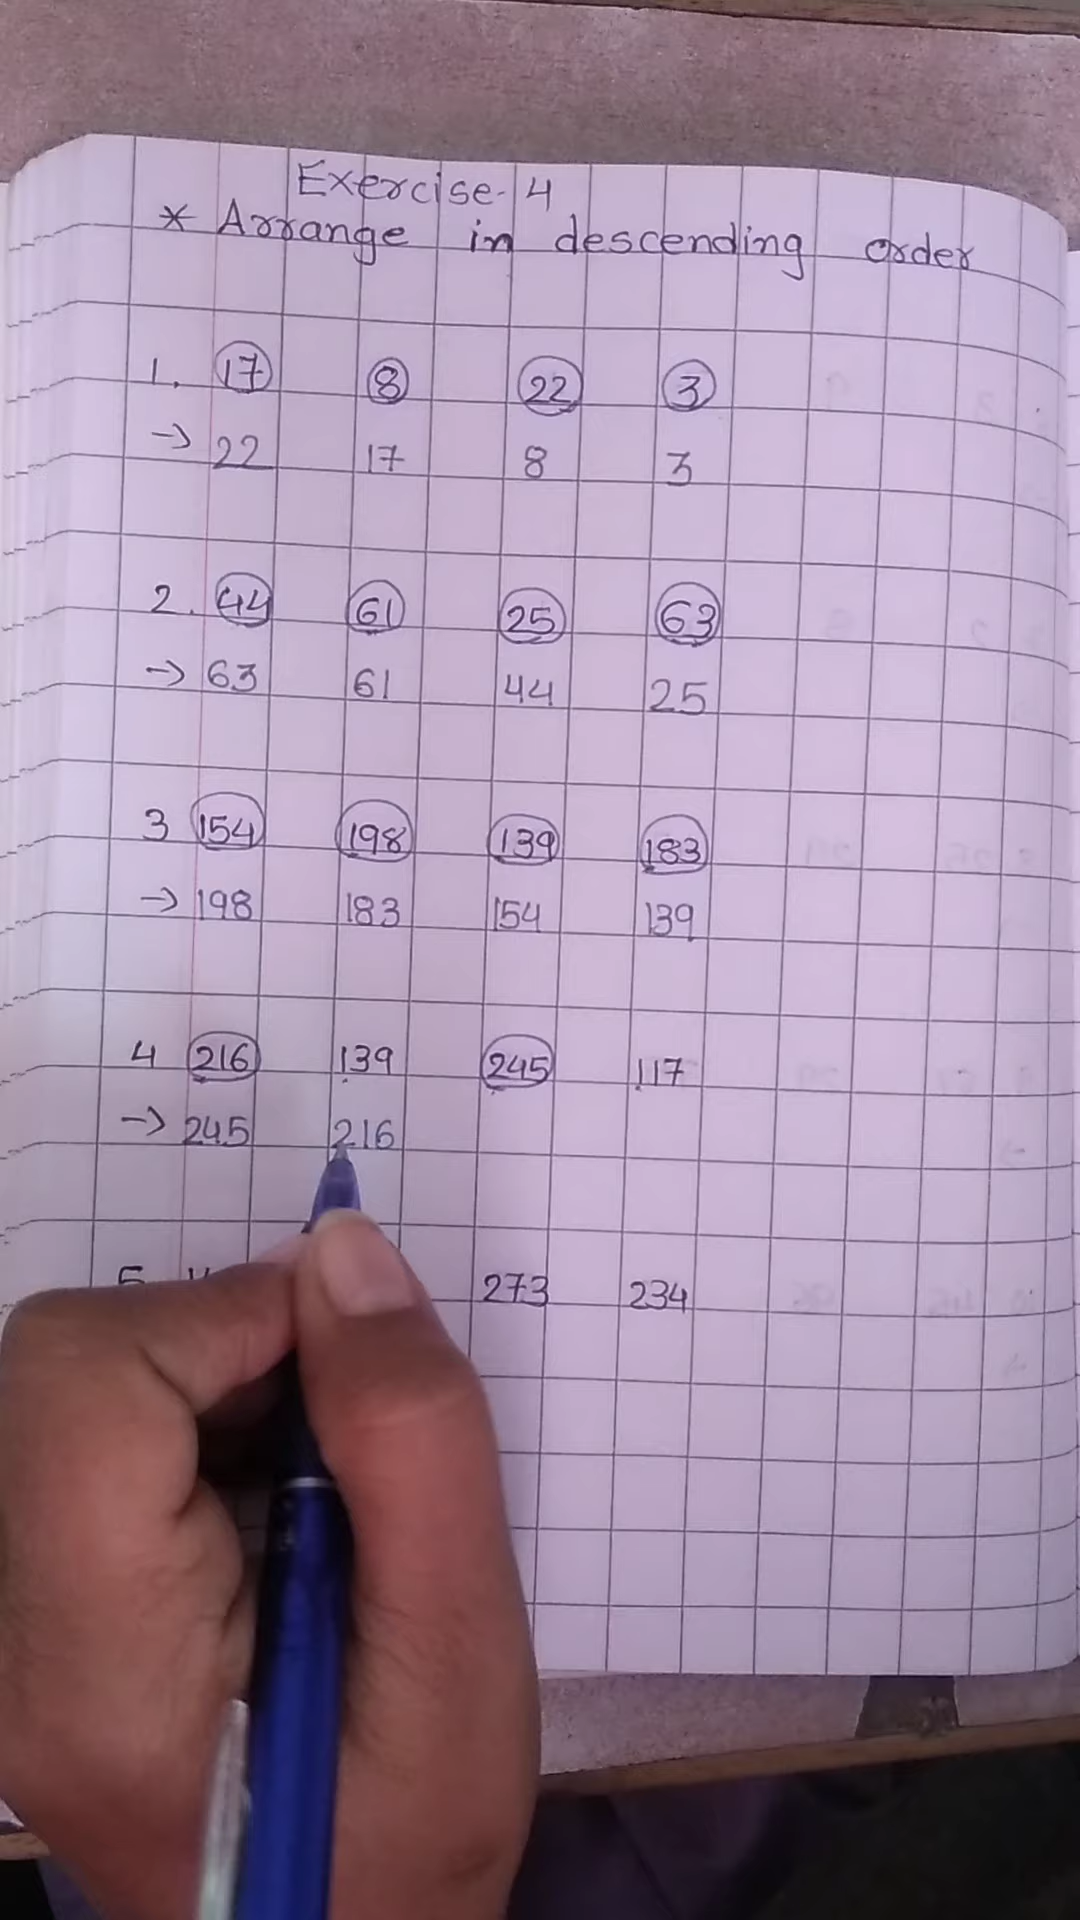 Exercise-4
* Arrange in descending order
1. 17 8 22 3
→ 22 17 8 3
2. 44 61 25 63
→ 63 61 44 25
3 154 198 139 183
→ 198 183 154 139
4 216 139 245 117
→ 245 216
5 273 234